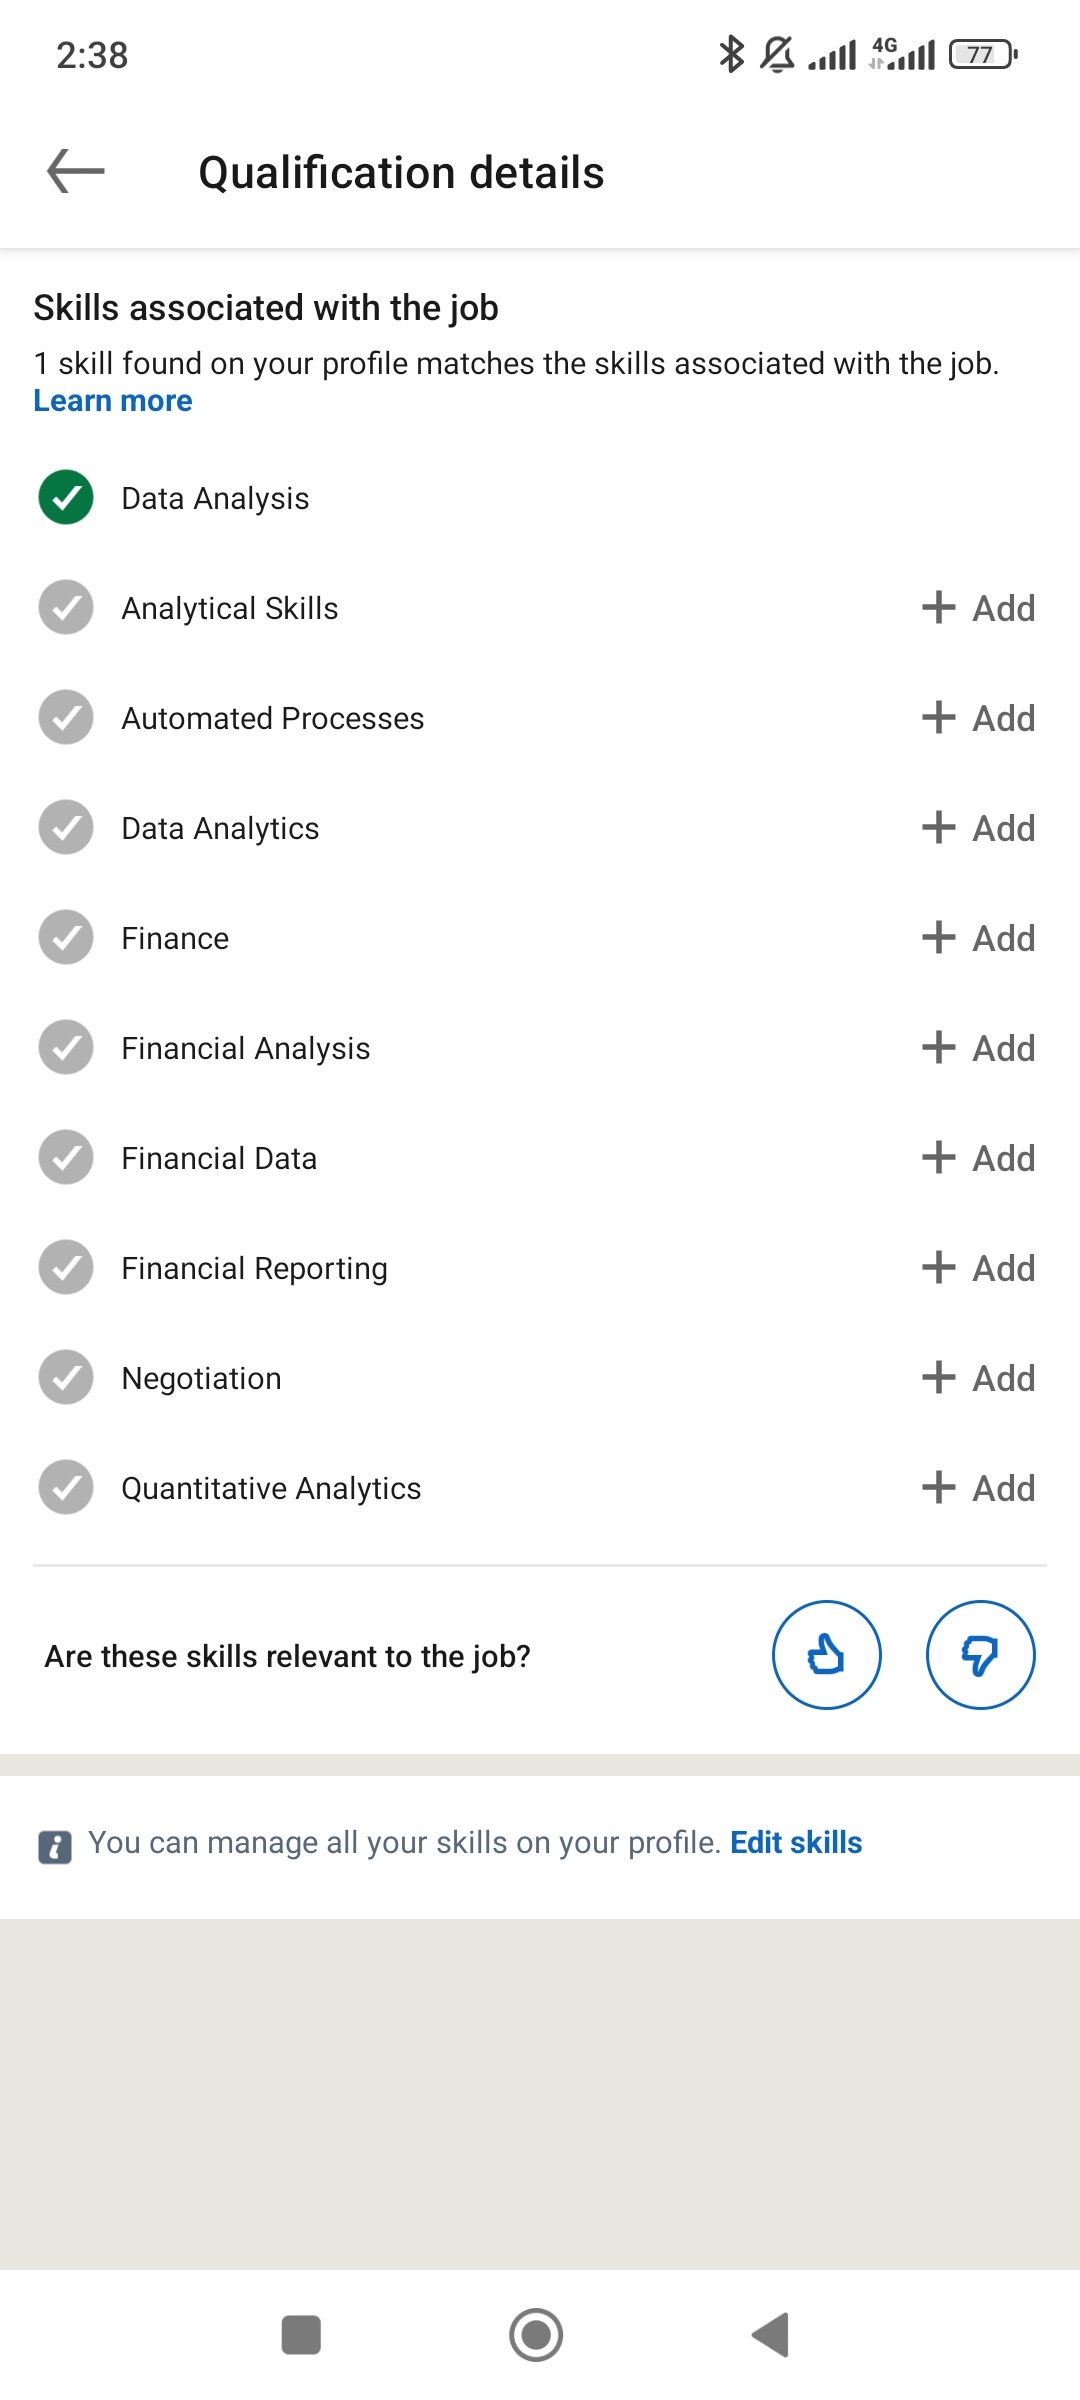 2:38
4G
77
Qualification details
Skills associated with the job
1 skill found on your profile matches the skills associated with the job.
Learn more
Data Analysis
Analytical Skills + Add
Automated Processes + Add
Data Analytics + Add
Finance + Add
Financial Analysis + Add
Financial Data + Add
Financial Reporting + Add
Negotiation + Add
Quantitative Analytics + Add
Are these skills relevant to the job?
You can manage all your skills on your profile. Edit skills